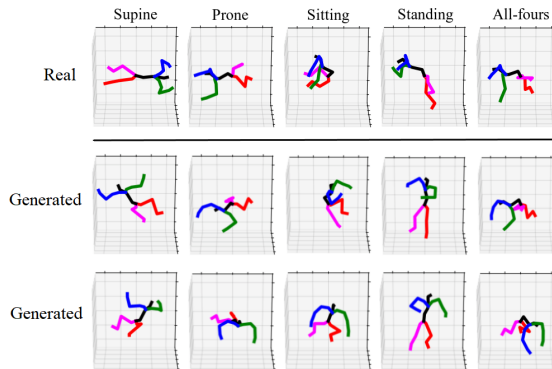 Supine Prone Sitting Standing All-fours
Real
Generated
Generated